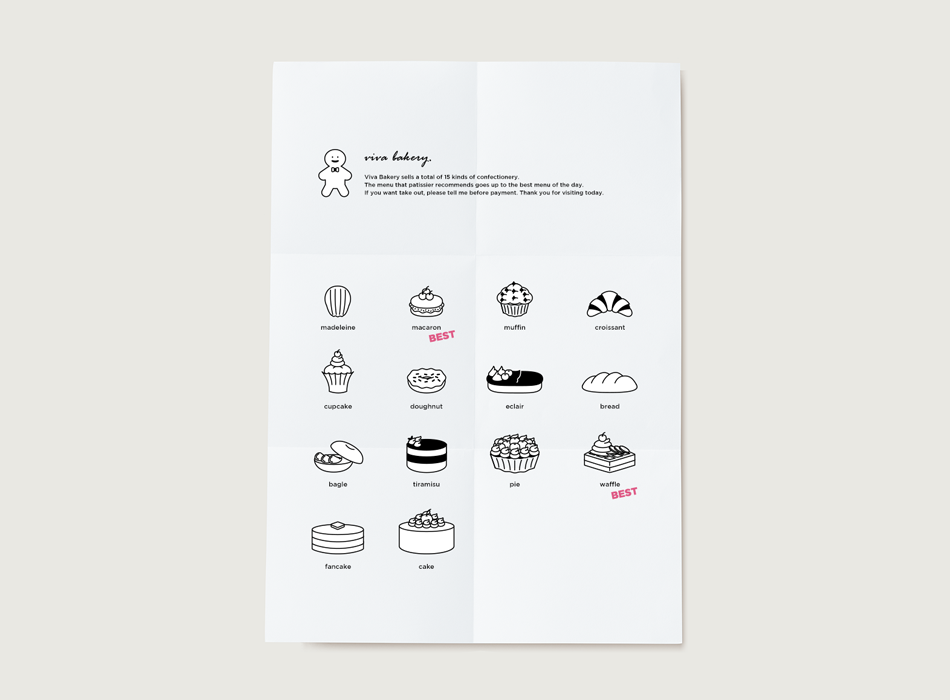 viva bakery.
Viva Bakery sells a total of 15 kinds of confectionery.
The menu that patissier recommends goes up to the best menu of the day.
If you want take out, please tell me before payment. Thank you for visiting today.
madeleine
macaron
BEST
muffin
croissant
cupcake
doughnut
eclair
bread
bagle
tiramisu
pie
waffle
BEST
fancake
cake